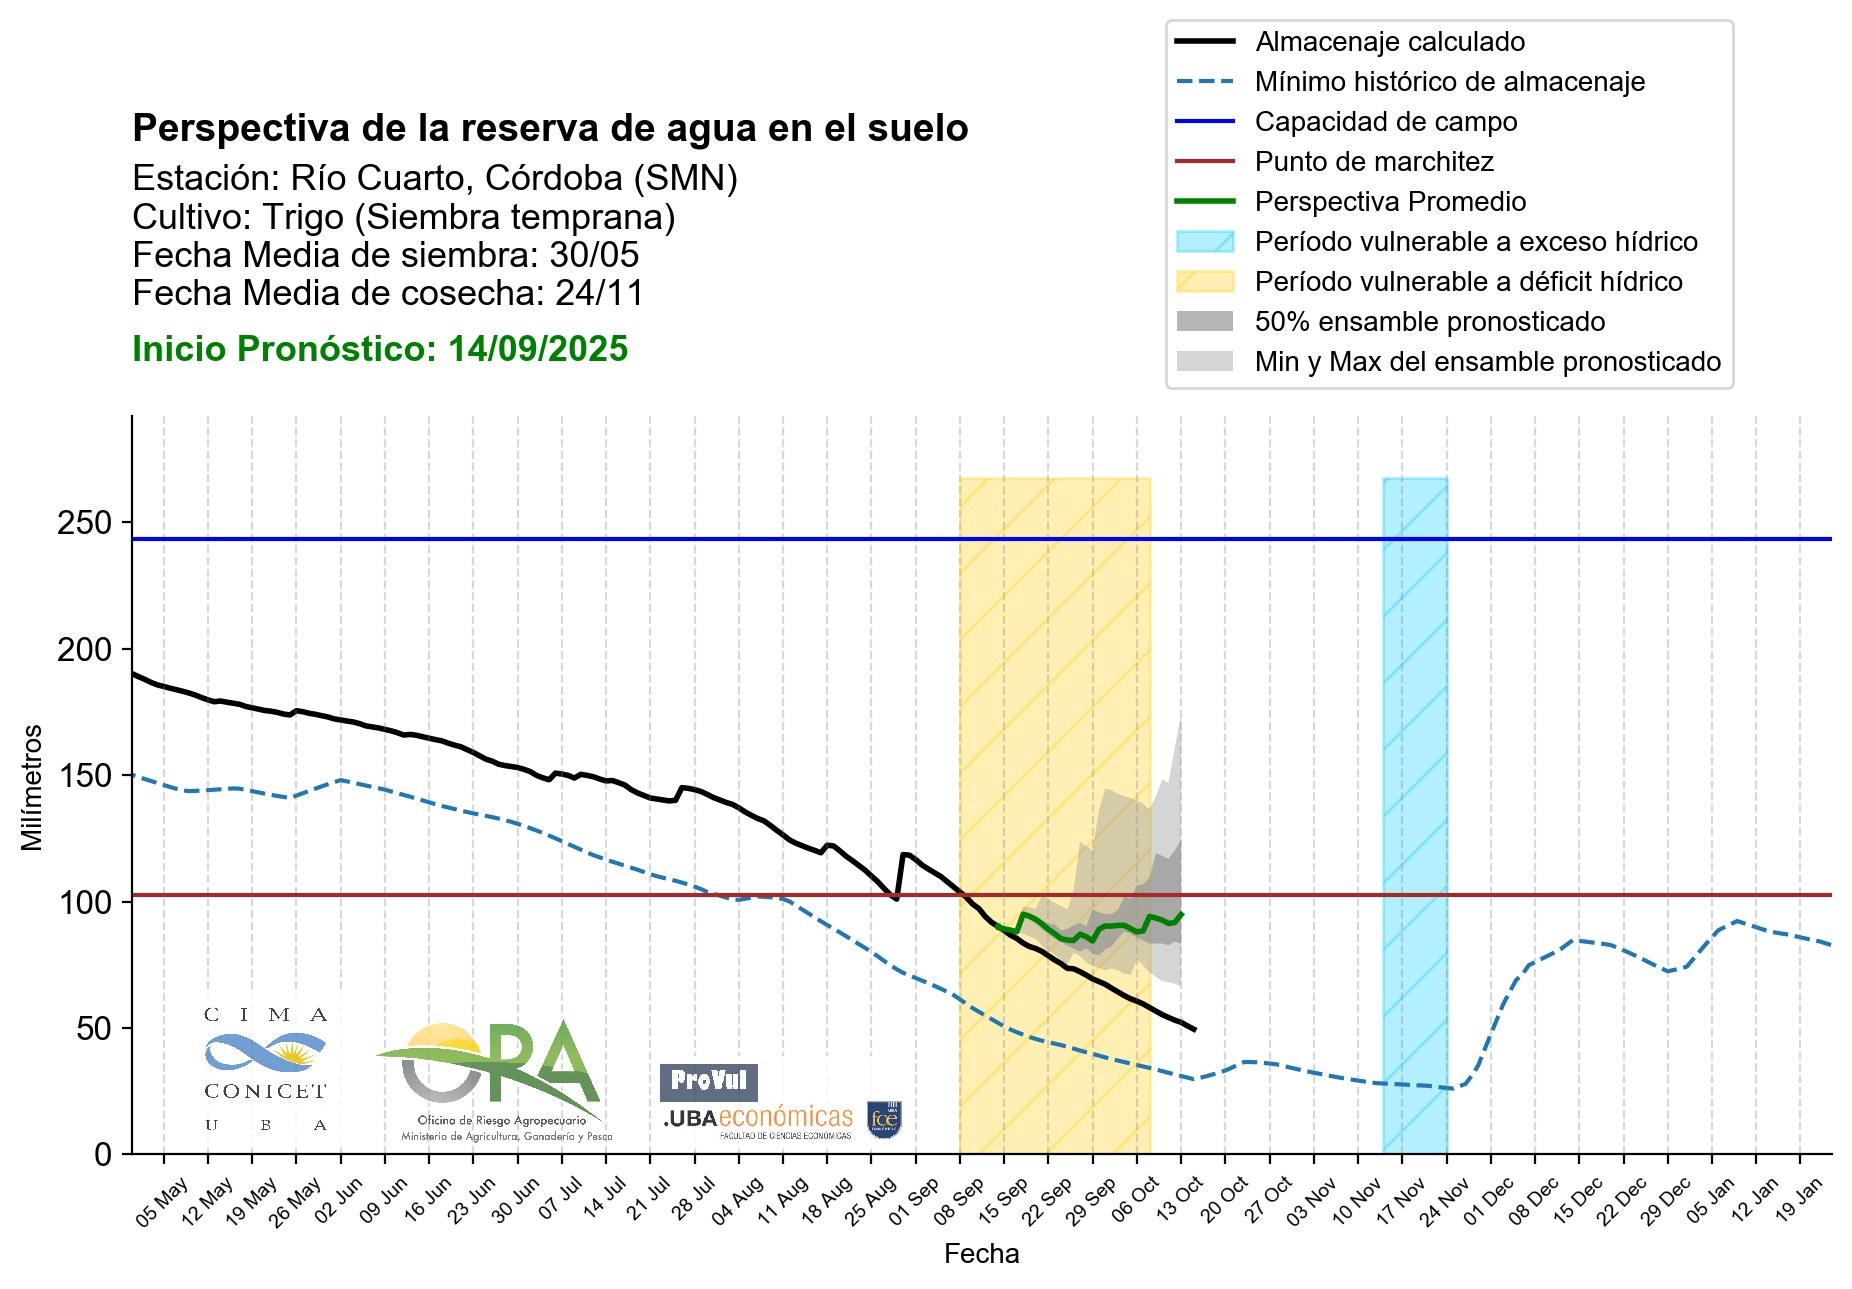 Almacenaje calculado
Mínimo histórico de almacenaje
Capacidad de campo
Punto de marchitez
Perspectiva Promedio
Período vulnerable a exceso hídrico
Período vulnerable a déficit hídrico
50% ensamble pronosticado
Min y Max del ensamble pronosticado
Perspectiva de la reserva de agua en el suelo
Estación: Río Cuarto, Córdoba (SMN)
Cultivo: Trigo (Siembra temprana)
Fecha Media de siembra: 30/05
Fecha Media de cosecha: 24/11
Inicio Pronóstico: 14/09/2025
Milímetros
250
200
150
100
50
0
C I M A
CONICET
U B A
ORA
Oficina de Riesgo Agropecuario
Ministerio de Agricultura, Ganadería y Pesca
ProVul
.UBAeconómicas
FACULTAD DE CIENCIAS ECONÓMICAS
UBA
fce
05 May
12 May
19 May
26 May
02 Jun
09 Jun
16 Jun
23 Jun
30 Jun
07 Jul
14 Jul
21 Jul
28 Jul
04 Aug
11 Aug
18 Aug
25 Aug
01 Sep
08 Sep
15 Sep
22 Sep
29 Sep
06 Oct
13 Oct
20 Oct
27 Oct
03 Nov
10 Nov
17 Nov
24 Nov
01 Dec
08 Dec
15 Dec
22 Dec
29 Dec
05 Jan
12 Jan
19 Jan
Fecha